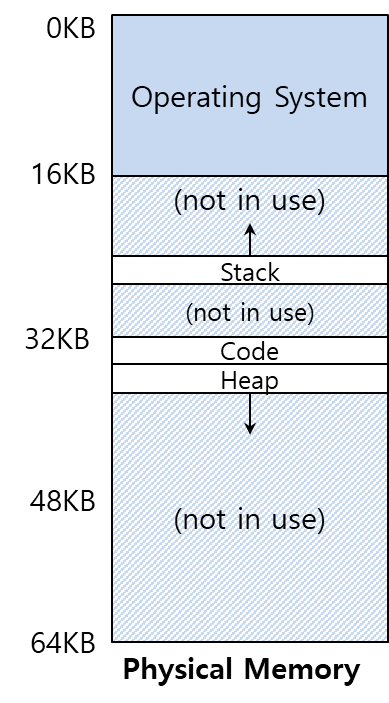 0KB
Operating System
16KB
(not in use)
Stack
(not in use)
32KB
Code
Heap
48KB
(not in use)
64KB
Physical Memory